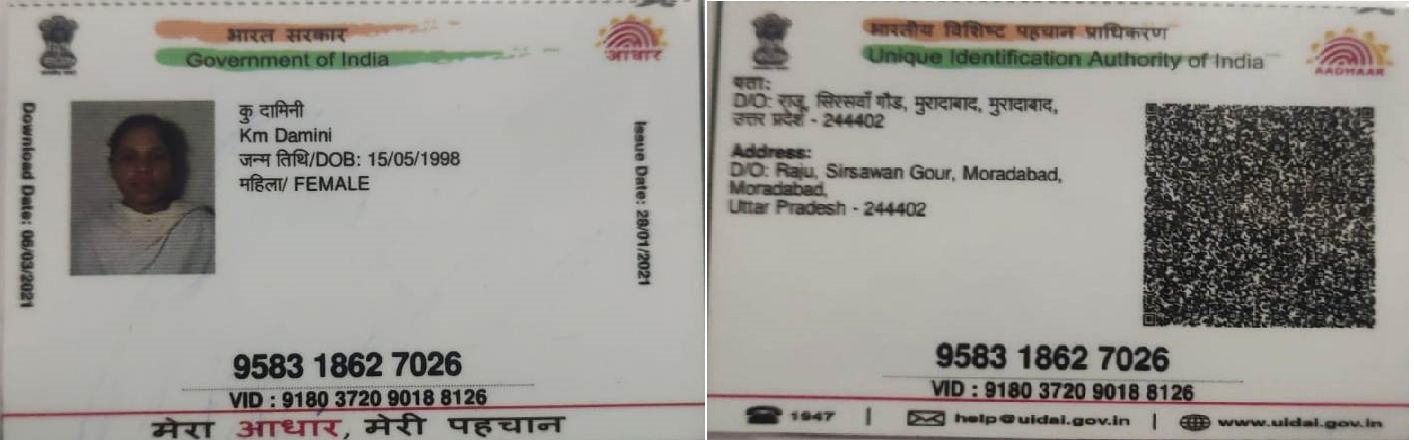 भारत सरकार
Government of India
आधार
Download Date: 06/03/2021
कु दामिनी
Km Damini
जन्म तिथि/DOB: 15/05/1998
महिला/ FEMALE
Issue Date: 28/01/2021
9583 1862 7026
VID : 9180 3720 9018 8126
मेरा आधार, मेरी पहचान
भारतीय विशिष्ट पहचान प्राधिकरण
Unique Identification Authority of India
AADHAAR
पता:
D/O: राजू, सिरसवाँ गौड, मुरादाबाद, मुरादाबाद,
उत्तर प्रदेश - 244402
Address:
D/O: Raju, Sirsawan Gour, Moradabad,
Moradabad,
Uttar Pradesh - 244402
9583 1862 7026
VID : 9180 3720 9018 8126
1947 | help@uidai.gov.in | www.uidai.gov.in